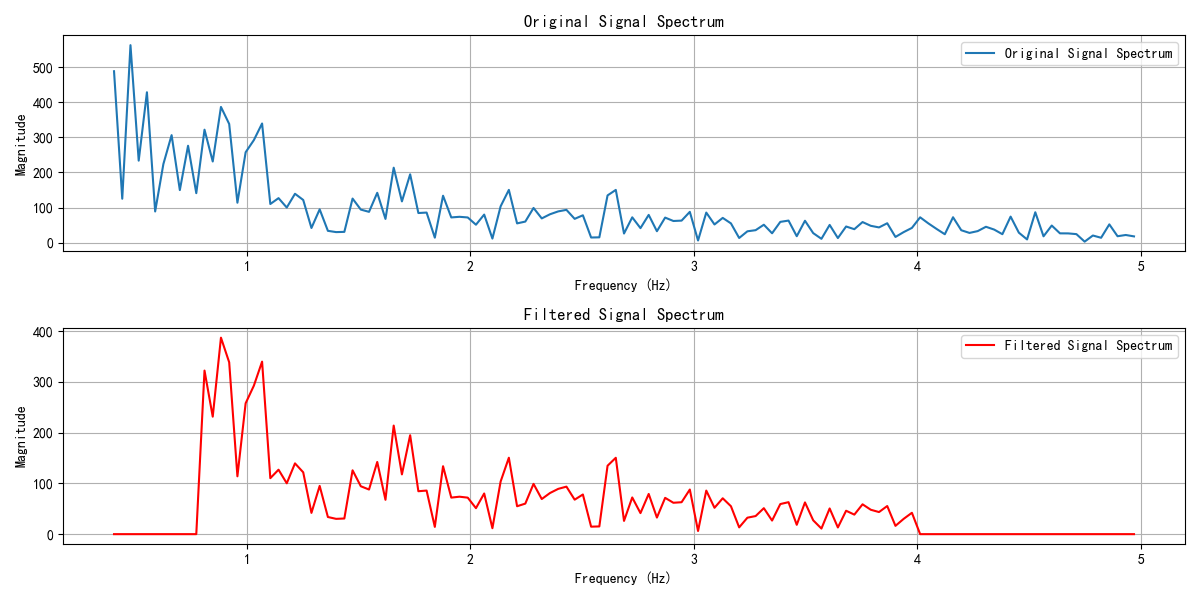 Original Signal Spectrum
Original Signal Spectrum
Magnitude
500
400
300
200
100
0
1
2
3
4
5
Frequency (Hz)
Filtered Signal Spectrum
Filtered Signal Spectrum
Magnitude
400
300
200
100
0
1
2
3
4
5
Frequency (Hz)